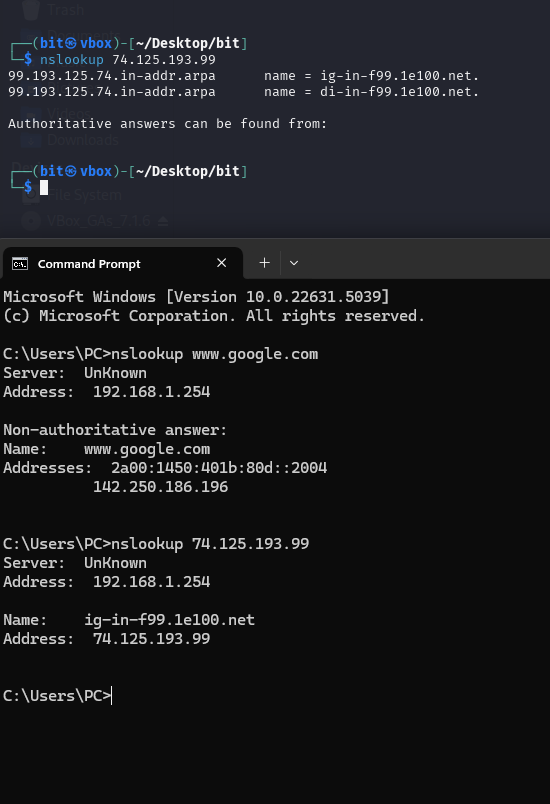 Trash
┌──(bit㉿vbox)-[~/Desktop/bit]
└─$ nslookup 74.125.193.99
99.193.125.74.in-addr.arpa      name = ig-in-f99.1e100.net.
99.193.125.74.in-addr.arpa      name = di-in-f99.1e100.net.
Authoritative answers can be found from:
Downloads
┌──(bit㉿vbox)-[~/Desktop/bit]
└─$
File System
VBox_GAs_7.1.6
Command Prompt
Microsoft Windows [Version 10.0.22631.5039]
(c) Microsoft Corporation. All rights reserved.
C:\Users\PC>nslookup www.google.com
Server:  UnKnown
Address:  192.168.1.254
Non-authoritative answer:
Name:    www.google.com
Addresses:  2a00:1450:401b:80d::2004
          142.250.186.196
C:\Users\PC>nslookup 74.125.193.99
Server:  UnKnown
Address:  192.168.1.254
Name:    ig-in-f99.1e100.net
Address:  74.125.193.99
C:\Users\PC>